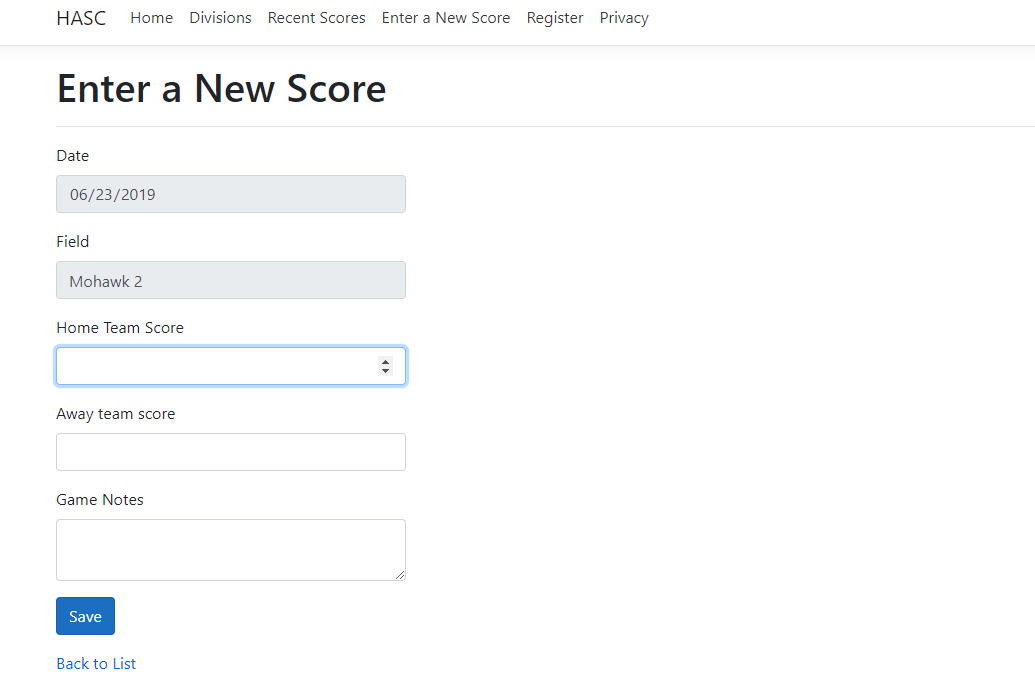 HASC Home Divisions Recent Scores Enter a New Score Register Privacy
Enter a New Score
Date
06/23/2019
Field
Mohawk 2
Home Team Score
Away team score
Game Notes
Save
Back to List